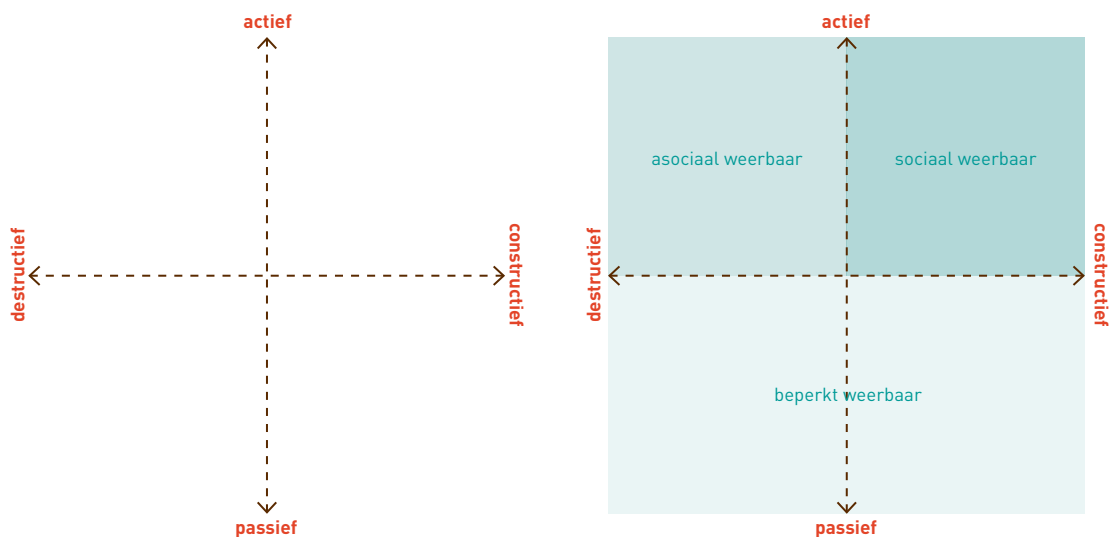 actief
destructief
constructief
passief
actief
asociaal weerbaar
sociaal weerbaar
destructief
constructief
beperkt weerbaar
passief